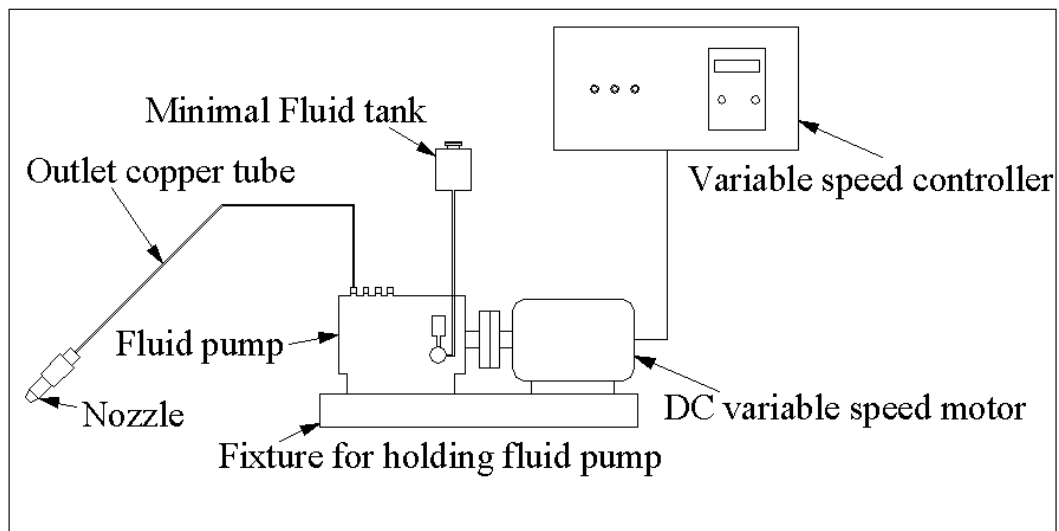 Minimal Fluid tank
Outlet copper tube
Variable speed controller
Fluid pump
Nozzle
DC variable speed motor
Fixture for holding fluid pump